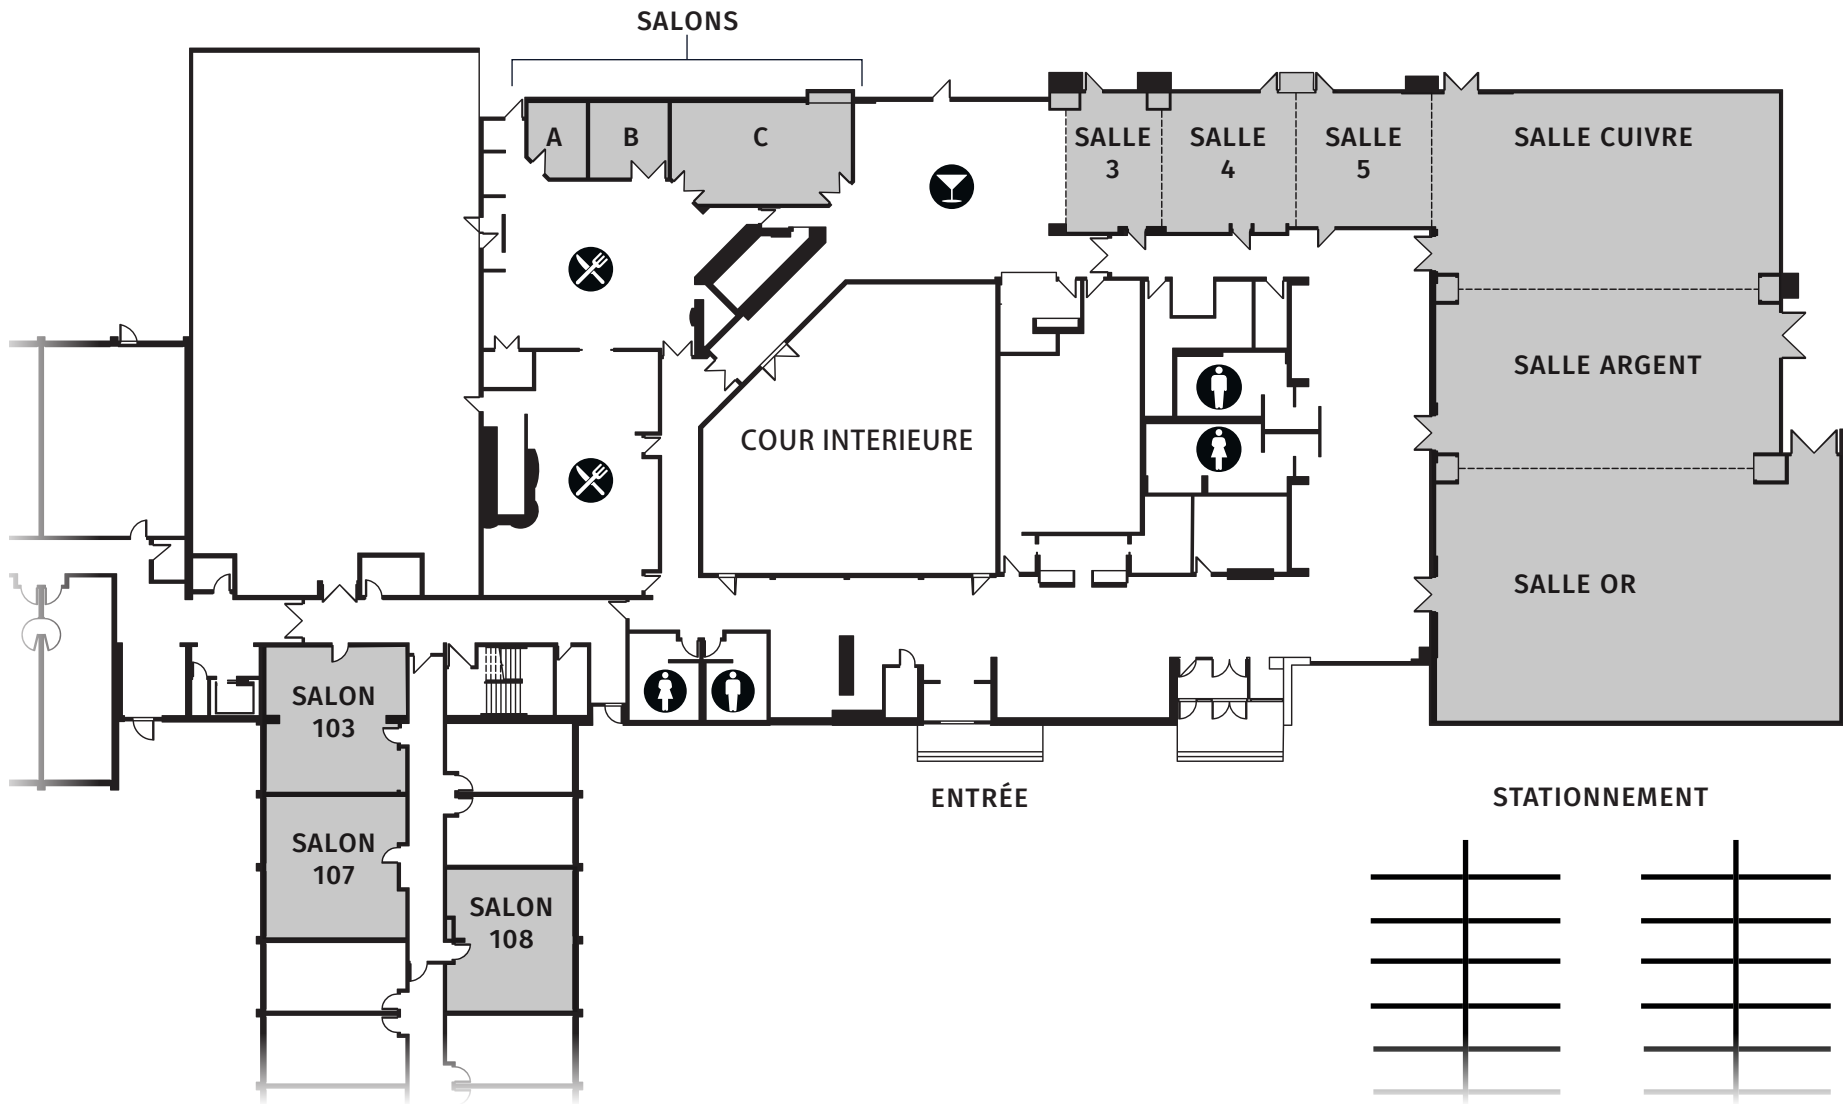 SALONS
A
B
C
SALLE
3
SALLE
4
SALLE
5
SALLE CUIVRE
SALLE ARGENT
COUR INTERIEURE
SALLE OR
SALON
103
ENTRÉE
STATIONNEMENT
SALON
107
SALON
108